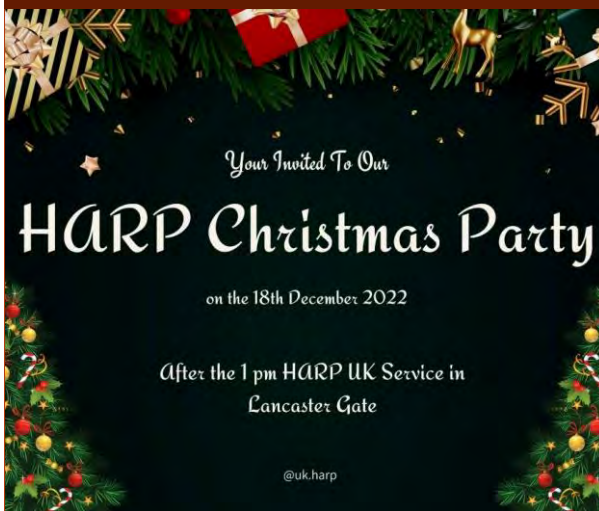 Your Invited To Our
HARP Christmas Party
on the 18th December 2022
After the 1 pm HARP UK Service in
Lancaster Gate
@uk.harp